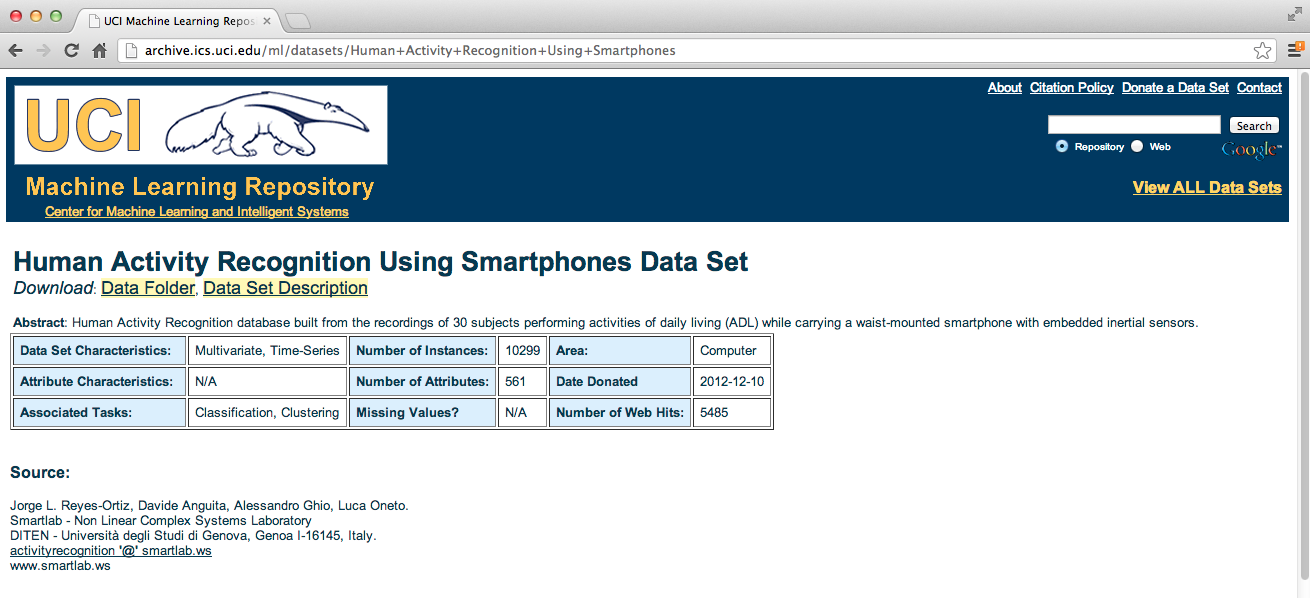 UCI Machine Learning Repos
archive.ics.uci.edu/ml/datasets/Human+Activity+Recognition+Using+Smartphones
UCI
About Citation Policy Donate a Data Set Contact
Search
Repository Web Google™
Machine Learning Repository
View ALL Data Sets
Center for Machine Learning and Intelligent Systems
Human Activity Recognition Using Smartphones Data Set
Download: Data Folder, Data Set Description
Abstract: Human Activity Recognition database built from the recordings of 30 subjects performing activities of daily living (ADL) while carrying a waist-mounted smartphone with embedded inertial sensors.
Data Set Characteristics: Multivariate, Time-Series Number of Instances: 10299 Area: Computer
Attribute Characteristics: N/A Number of Attributes: 561 Date Donated 2012-12-10
Associated Tasks: Classification, Clustering Missing Values? N/A Number of Web Hits: 5485
Source:
Jorge L. Reyes-Ortiz, Davide Anguita, Alessandro Ghio, Luca Oneto.
Smartlab - Non Linear Complex Systems Laboratory
DITEN - Università degli Studi di Genova, Genoa I-16145, Italy.
activityrecognition '@' smartlab.ws
www.smartlab.ws